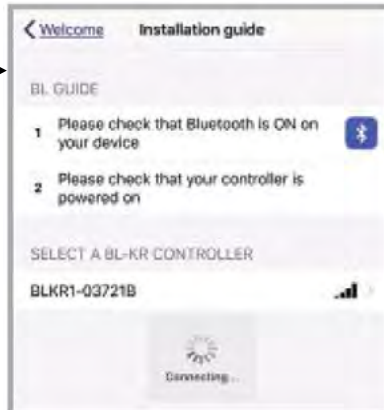 Welcome Installation guide
BL GUIDE
1 Please check that Bluetooth is ON on
your device
2 Please check that your controller is
powered on
SELECT A BL-KR CONTROLLER
BLKR1-03721B
Connecting...